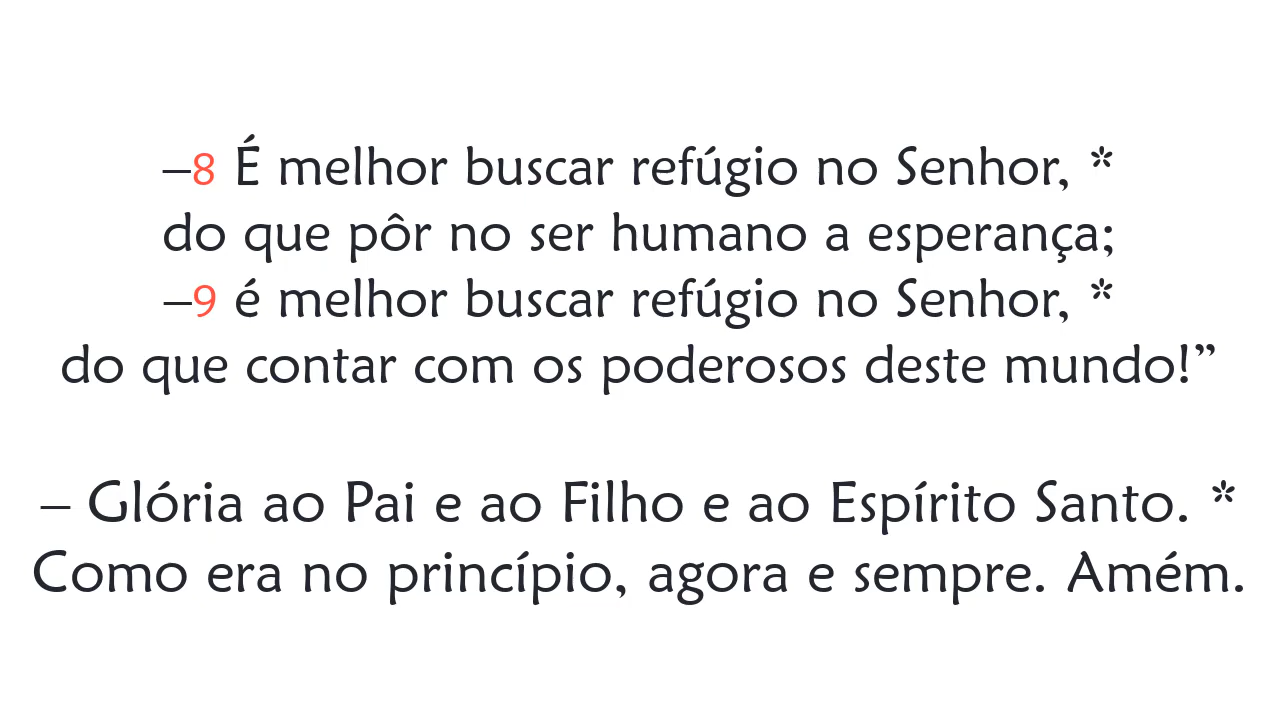 –8 É melhor buscar refúgio no Senhor, *
do que pôr no ser humano a esperança;
–9 é melhor buscar refúgio no Senhor, *
do que contar com os poderosos deste mundo!”
– Glória ao Pai e ao Filho e ao Espírito Santo. *
Como era no princípio, agora e sempre. Amém.